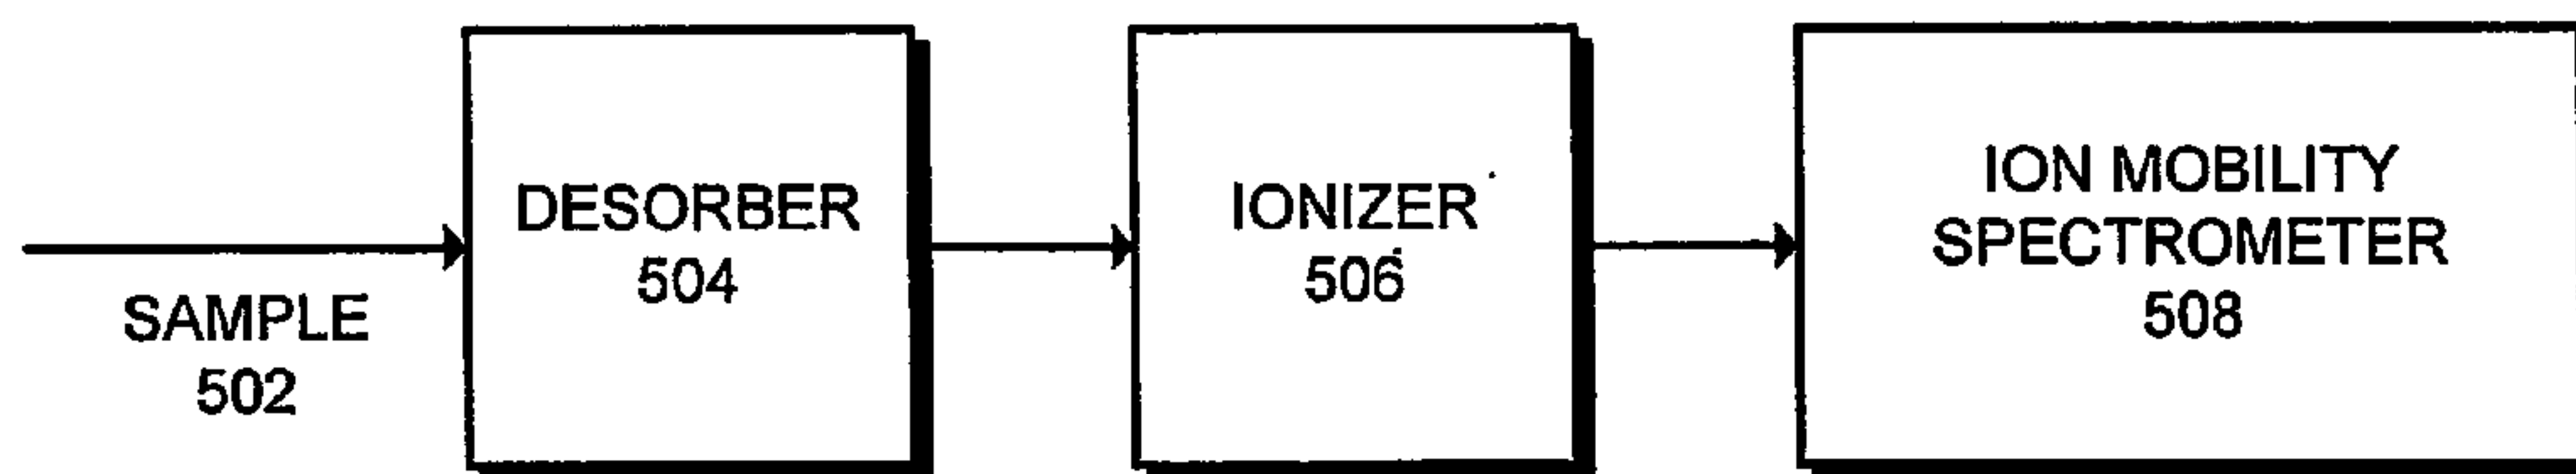 SAMPLE
502
DESORBER
504
IONIZER
506
ION MOBILITY
SPECTROMETER
508